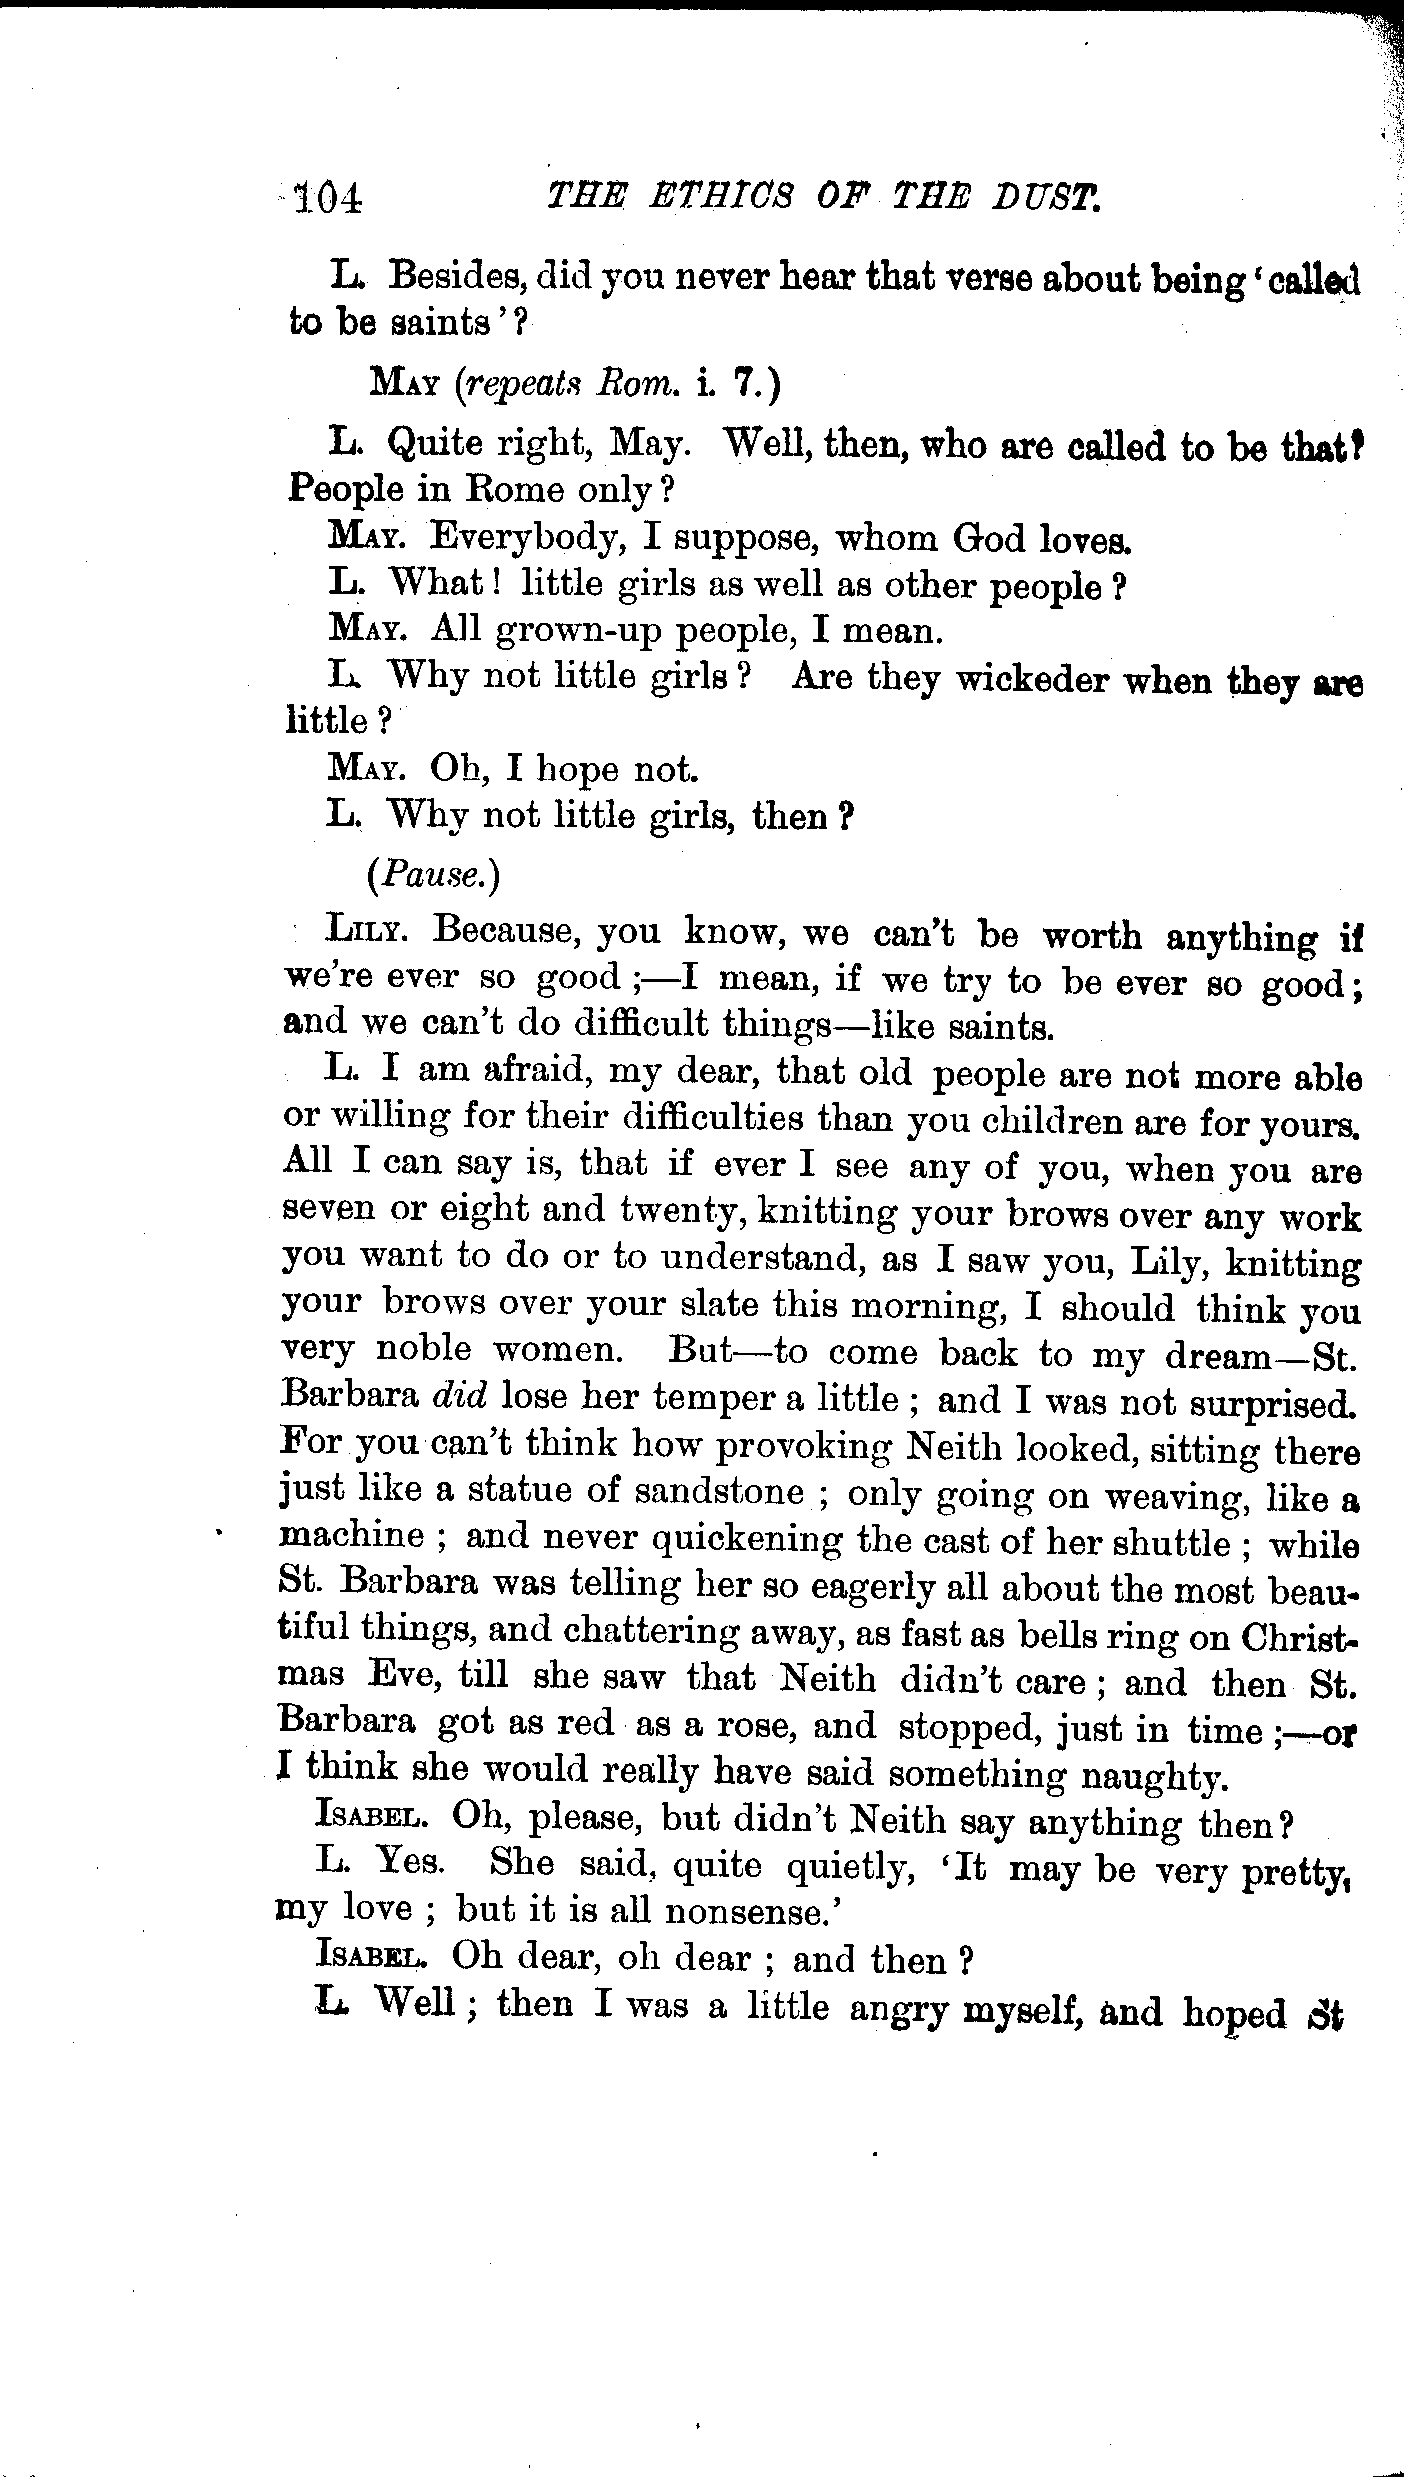 104 THE ETHICS OF THE DUST.
L. Besides, did you never hear that verse about being ‘called
to be saints’?
MAY (repeats Rom. i. 7.)
L. Quite right, May. Well, then, who are called to be that?
People in Rome only?
MAY. Everybody, I suppose, whom God loves.
L. What! little girls as well as other people?
MAY. All grown-up people, I mean.
L. Why not little girls? Are they wickeder when they are
little?
MAY. Oh, I hope not.
L. Why not little girls, then?
(Pause.)
LILY. Because, you know, we can't be worth anything if
we're ever so good;—I mean, if we try to be ever so good;
and we can't do difficult things—like saints.
L. I am afraid, my dear, that old people are not more able
or willing for their difficulties than you children are for yours.
All I can say is, that if ever I see any of you, when you are
seven or eight and twenty, knitting your brows over any work
you want to do or to understand, as I saw you, Lily, knitting
your brows over your slate this morning, I should think you
very noble women. But—to come back to my dream—St.
Barbara did lose her temper a little; and I was not surprised.
For you can't think how provoking Neith looked, sitting there
just like a statue of sandstone; only going on weaving, like a
machine; and never quickening the cast of her shuttle; while
St. Barbara was telling her so eagerly all about the most beau-
tiful things, and chattering away, as fast as bells ring on Christ-
mas Eve, till she saw that Neith didn't care; and then St.
Barbara got as red as a rose, and stopped, just in time;—or
I think she would really have said something naughty.
ISABEL. Oh, please, but didn't Neith say anything then?
L. Yes. She said, quite quietly, ‘It may be very pretty,
my love; but it is all nonsense.’
ISABEL. Oh dear, oh dear; and then?
L. Well; then I was a little angry myself, and hoped St